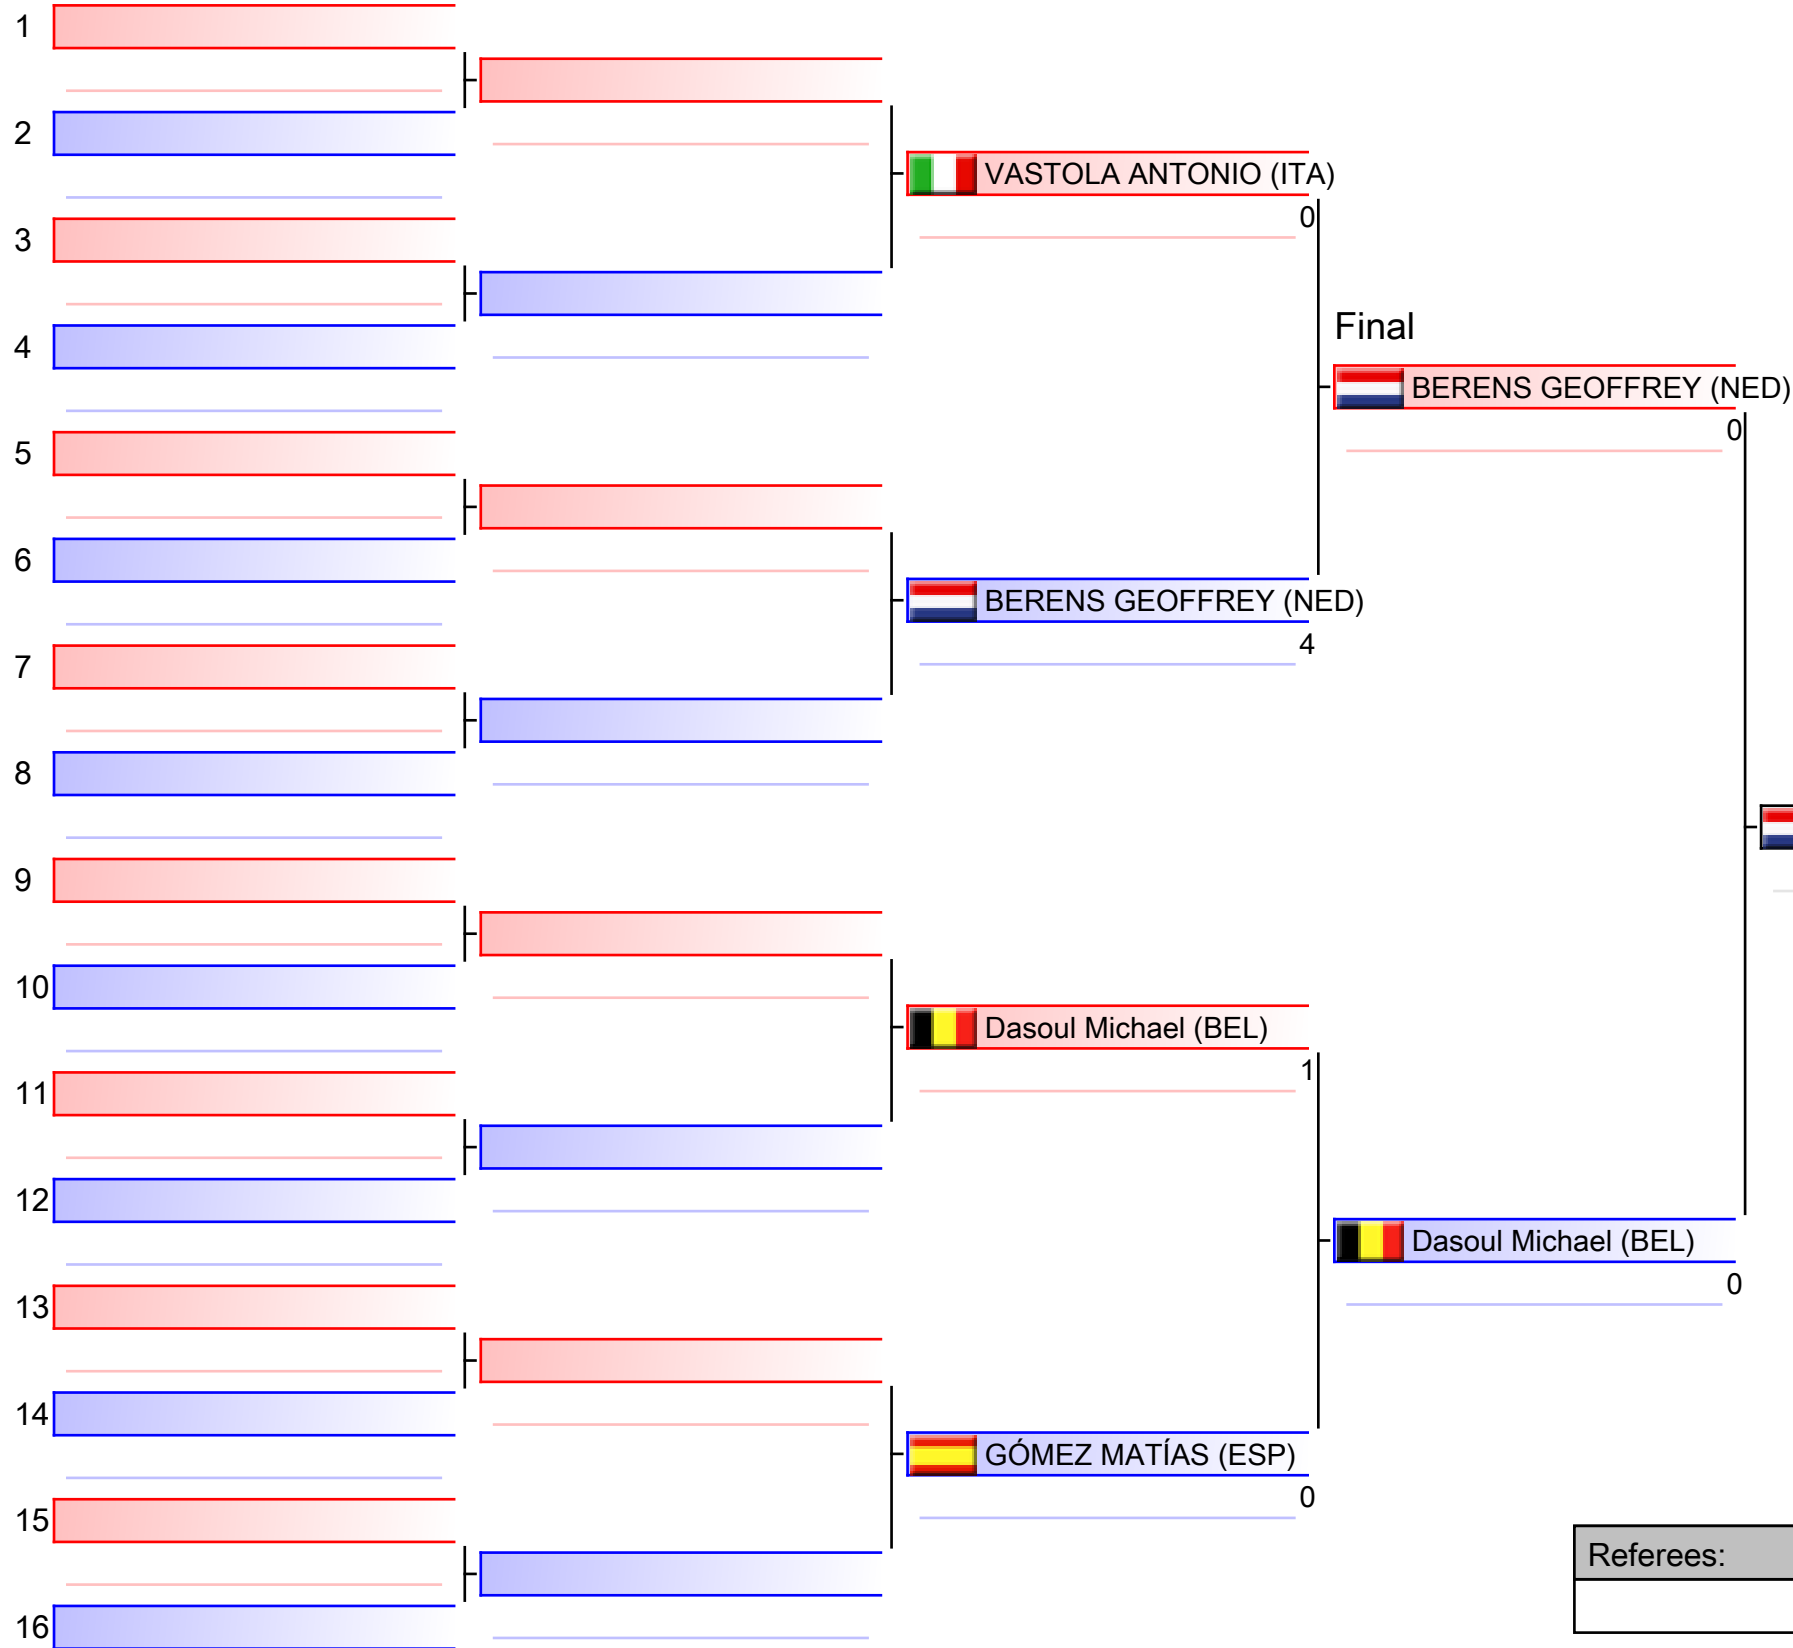 1
2
VASTOLA ANTONIO (ITA)
0
3
Final
4
BERENS GEOFFREY (NED)
0
5
6
BERENS GEOFFREY (NED)
4
7
8
9
10
Dasoul Michael (BEL)
1
11
12
Dasoul Michael (BEL)
0
13
14
GÓMEZ MATÍAS (ESP)
0
15
Referees:
16